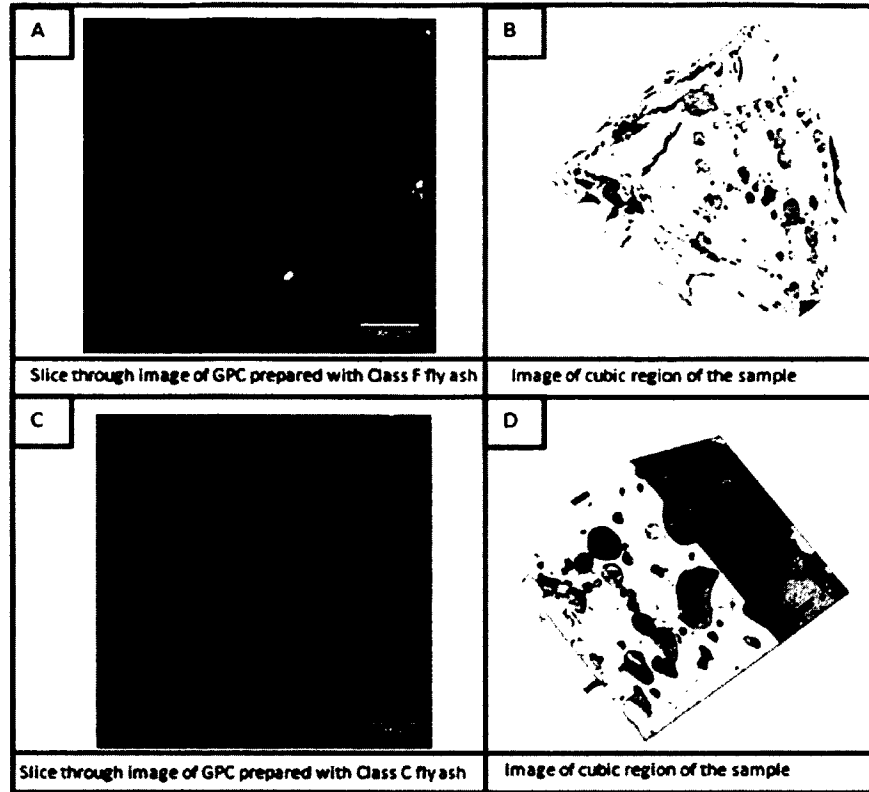 A
B
Slice through image of GPC prepared with Class F fly ash
Image of cubic region of the sample
C
D
Slice through image of GPC prepared with Class C fly ash
Image of cubic region of the sample